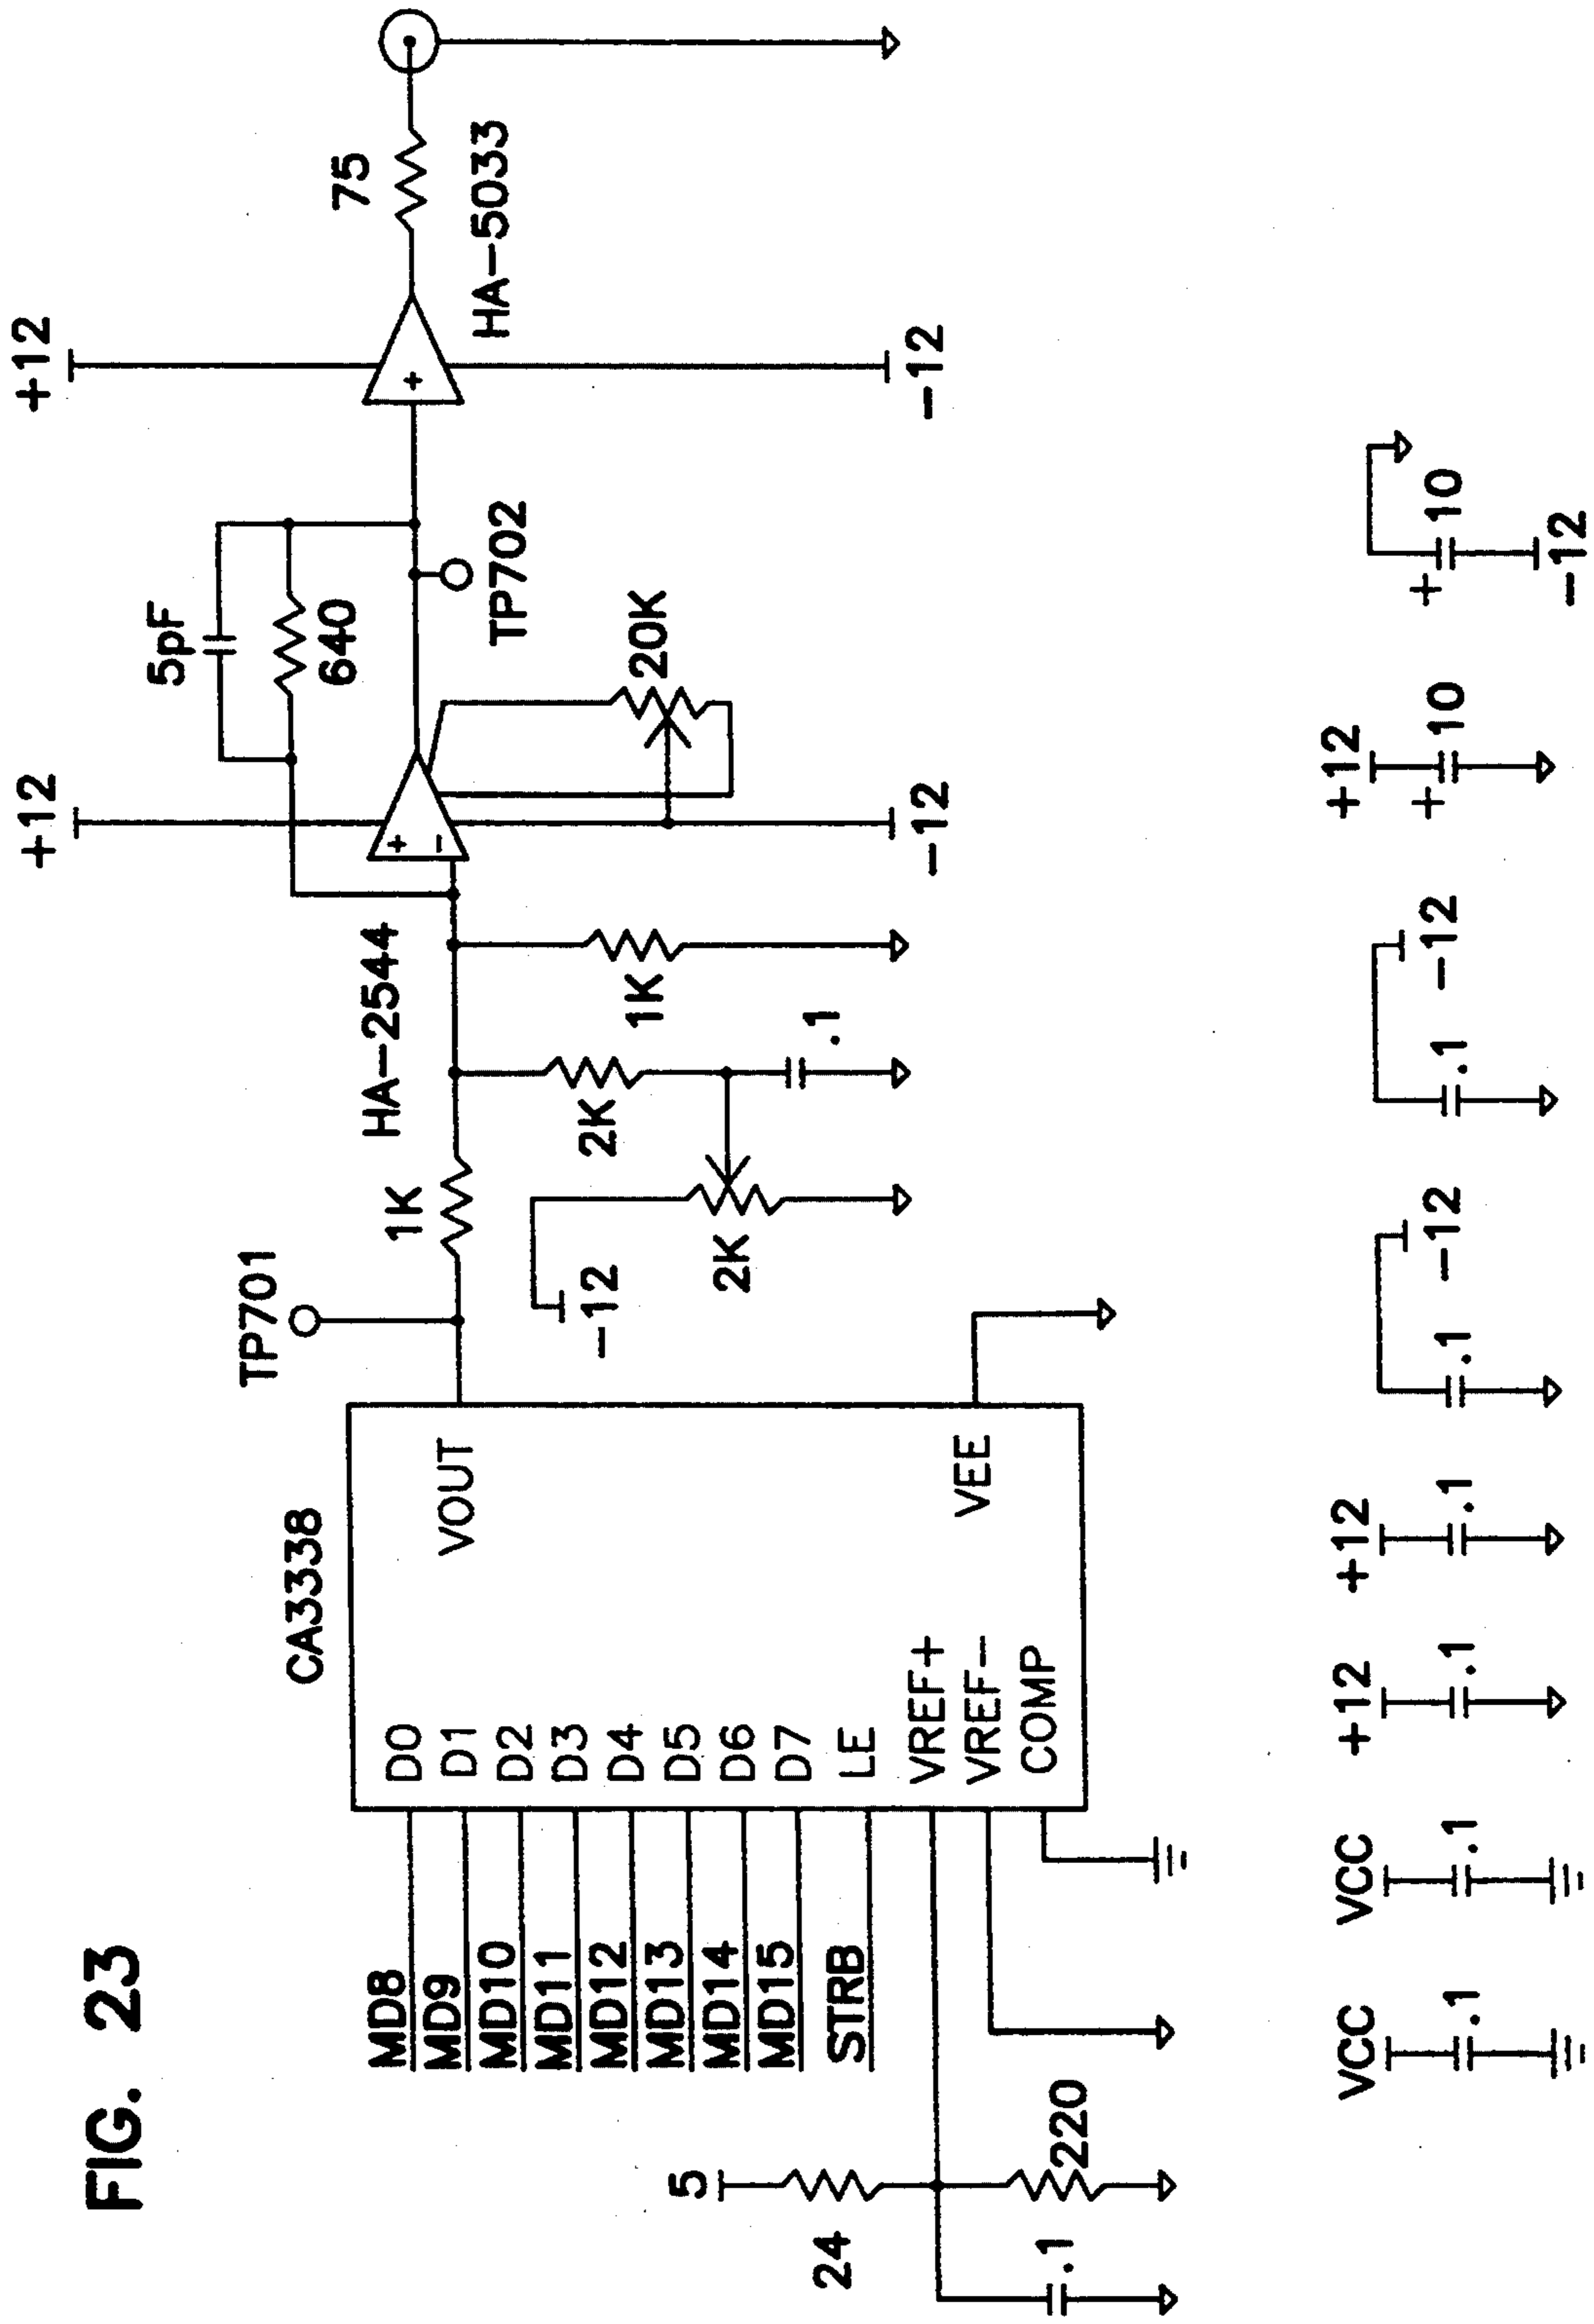 FIG. 23
MD8
MD9
MD10
MD11
MD12
MD13
MD14
MD15
STRB
CA3338
D0
D1
D2
D3
D4
D5
D6
D7
LE
VREF+
VREF-
COMP
VOUT
VEE
5
24
220
.1
TP701
1K
-12
2K
2K
.1
1K
HA-2544
+12
+
-
-12
5pF
640
20K
TP702
+12
+
-12
HA-5033
75
VCC
.1
VCC
.1
+12
.1
+12
.1
.1
-12
.1
-12
+12
+
10
+
10
-12